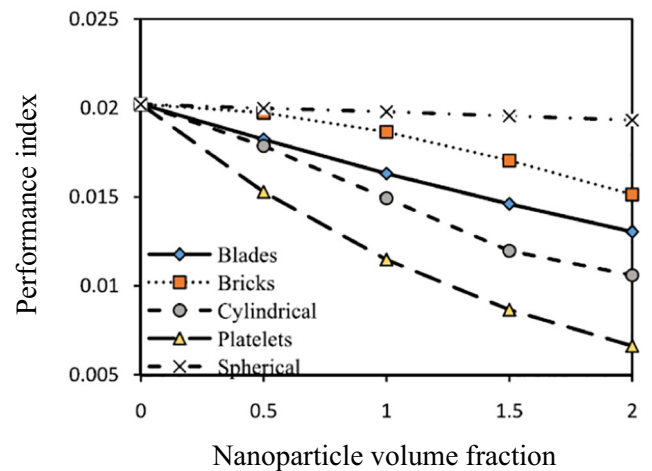 0.025
0.02
0.015
0.01
0.005
Performance index
Blades
Bricks
Cylindrical
Platelets
Spherical
0 0.5 1 1.5 2
Nanoparticle volume fraction